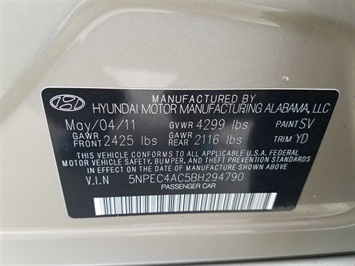 MANUFACTURED BY
HYUNDAI MOTOR MANUFACTURING ALABAMA, LLC
May/04/11 GVWR 4299 lbs PAINT SV
GAWR FRONT 2425 lbs GAWR REAR 2116 lbs TRIM YD
THIS VEHICLE CONFORMS TO ALL APPLICABLE U.S. FEDERAL
MOTOR VEHICLE SAFETY, BUMPER, AND THEFT PREVENTION STANDARDS
IN EFFECT ON THE DATE OF MANUFACTURE SHOWN ABOVE.
V.I.N 5NPEC4AC5BH294790
PASSENGER CAR